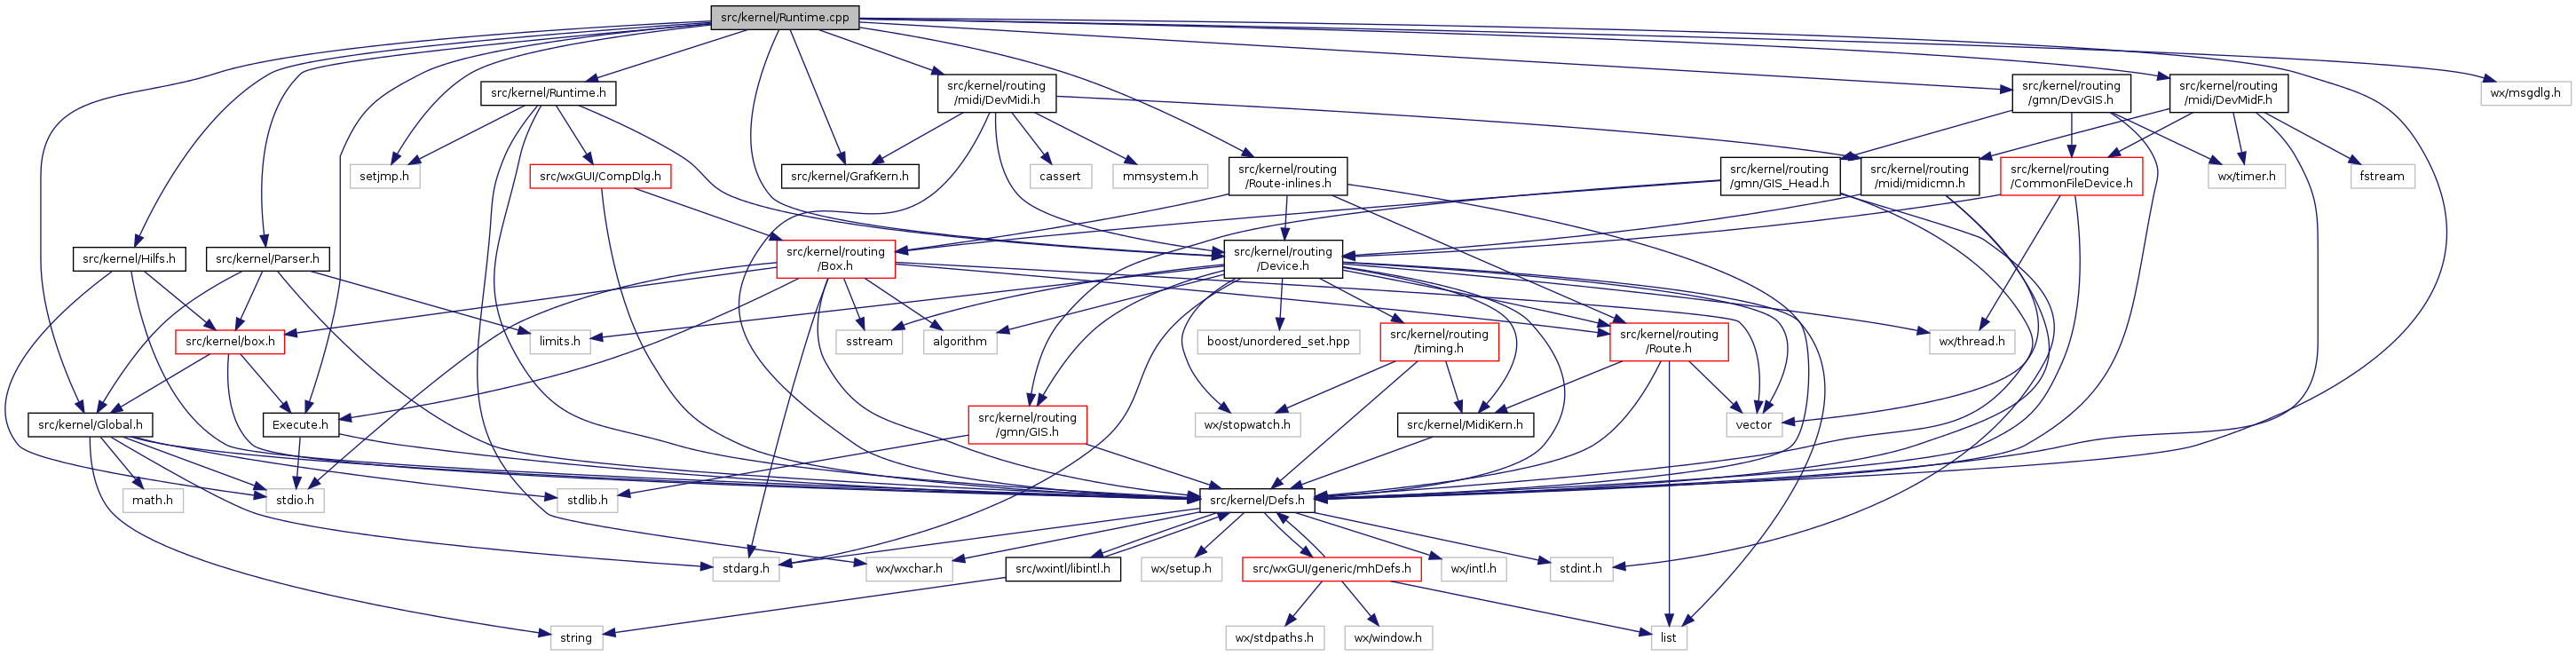 src/kernel/Runtime.cpp
src/kernel/Runtime.h
src/kernel/routing
/midi/DevMidi.h
src/kernel/routing
/gmn/DevGIS.h
src/kernel/routing
/midi/DevMidF.h
wx/msgdlg.h
setjmp.h
src/wxGUI/CompDlg.h
src/kernel/GrafKern.h
cassert
mmsystem.h
src/kernel/routing
/Route-inlines.h
src/kernel/routing
/gmn/GIS_Head.h
src/kernel/routing
/midi/midicmn.h
src/kernel/routing
/CommonFileDevice.h
wx/timer.h
fstream
src/kernel/Hilfs.h
src/kernel/Parser.h
src/kernel/routing
/Box.h
src/kernel/routing
/Device.h
src/kernel/box.h
limits.h
sstream
algorithm
boost/unordered_set.hpp
src/kernel/routing
/timing.h
src/kernel/routing
/Route.h
wx/thread.h
src/kernel/Global.h
Execute.h
src/kernel/routing
/gmn/GIS.h
wx/stopwatch.h
src/kernel/MidiKern.h
vector
math.h
stdio.h
stdlib.h
src/kernel/Defs.h
stdarg.h
wx/wxchar.h
src/wxintl/libintl.h
wx/setup.h
src/wxGUI/generic/mhDefs.h
wx/intl.h
stdint.h
string
wx/stdpaths.h
wx/window.h
list